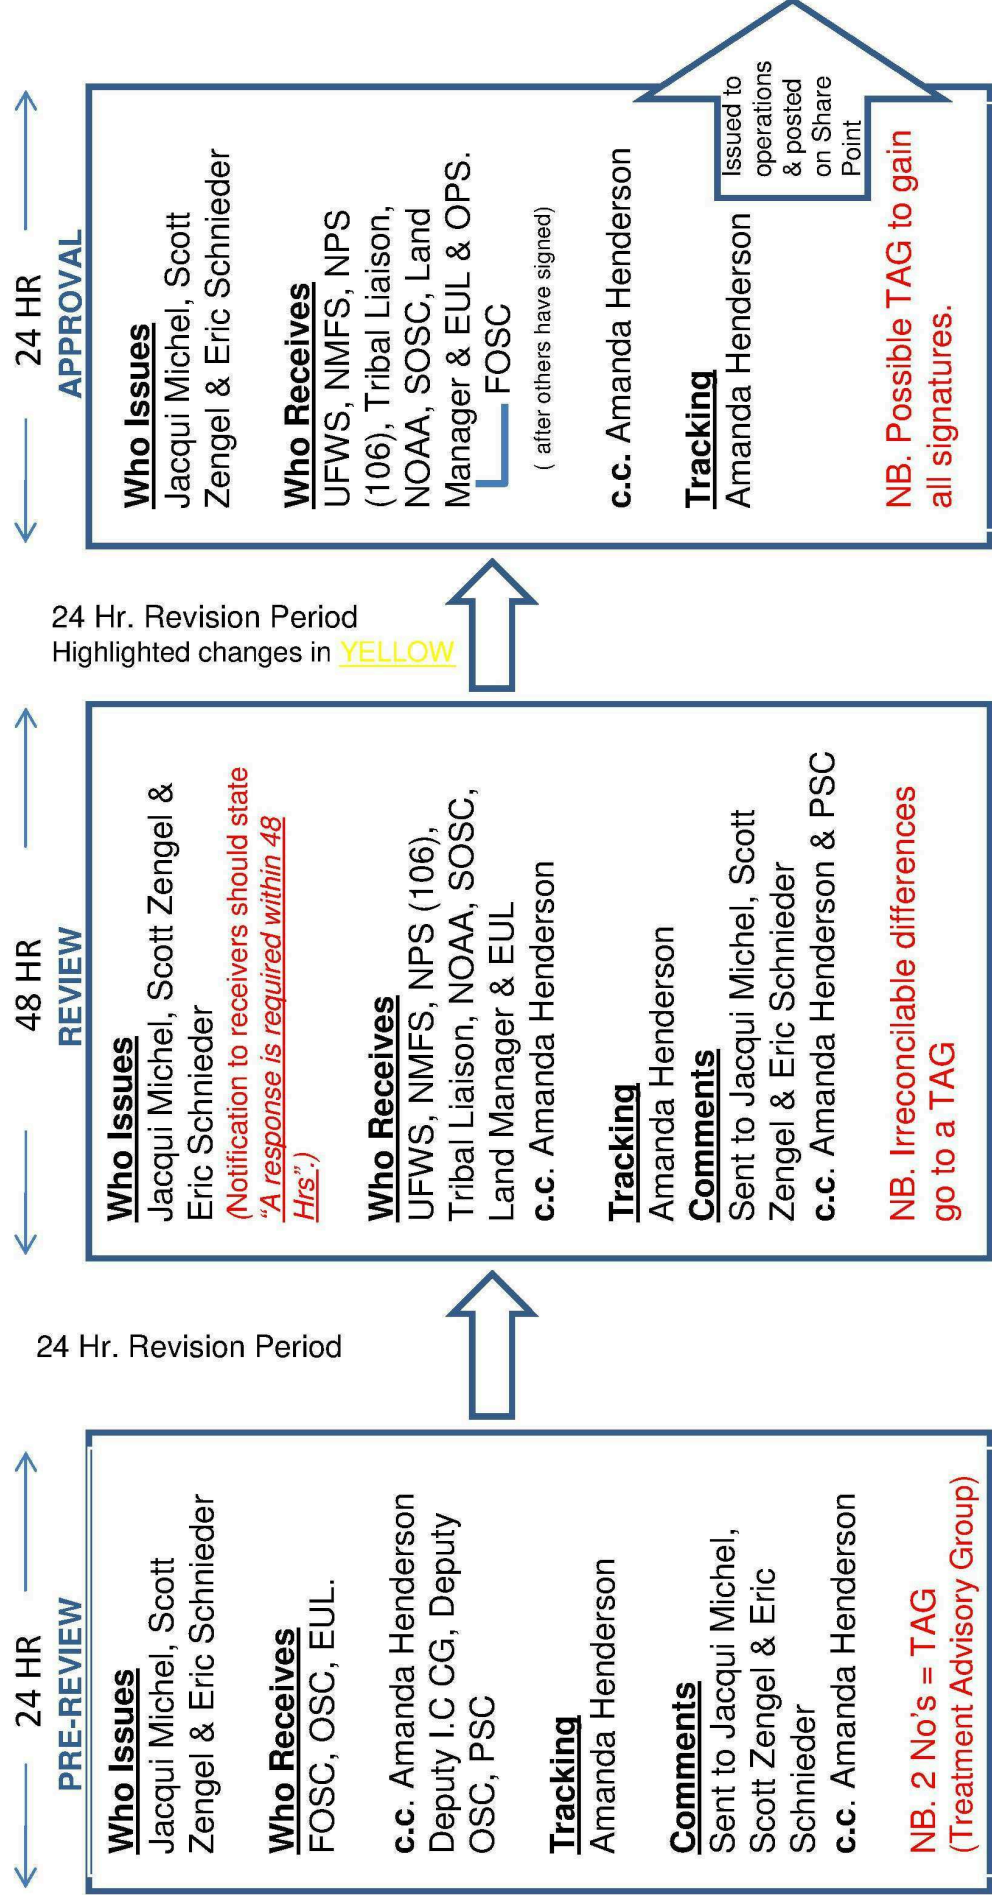 24 HR
PRE-REVIEW
Who Issues
Jacqui Michel, Scott
Zengel & Eric Schnieder
Who Receives
FOSC, OSC, EUL.
c.c. Amanda Henderson
Deputy I.C CG, Deputy
OSC, PSC
Tracking
Amanda Henderson
Comments
Sent to Jacqui Michel,
Scott Zengel & Eric
Schnieder
c.c. Amanda Henderson
NB. 2 No's = TAG
(Treatment Advisory Group)
24 Hr. Revision Period
48 HR
REVIEW
Who Issues
Jacqui Michel, Scott Zengel &
Eric Schnieder
(Notification to receivers should state
“A response is required within 48
Hrs”.)
Who Receives
UFWS, NMFS, NPS (106),
Tribal Liaison, NOAA, SOSC,
Land Manager & EUL
c.c. Amanda Henderson
Tracking
Amanda Henderson
Comments
Sent to Jacqui Michel, Scott
Zengel & Eric Schnieder
c.c. Amanda Henderson & PSC
NB. Irreconcilable differences
go to a TAG
24 Hr. Revision Period
Highlighted changes in YELLOW
24 HR
APPROVAL
Who Issues
Jacqui Michel, Scott
Zengel & Eric Schnieder
Who Receives
UFWS, NMFS, NPS
(106), Tribal Liaison,
NOAA, SOSC, Land
Manager & EUL & OPS.
FOSC
( after others have signed)
c.c. Amanda Henderson
Tracking
Amanda Henderson
NB. Possible TAG to gain
all signatures.
Issued to
operations
& posted
on Share
Point